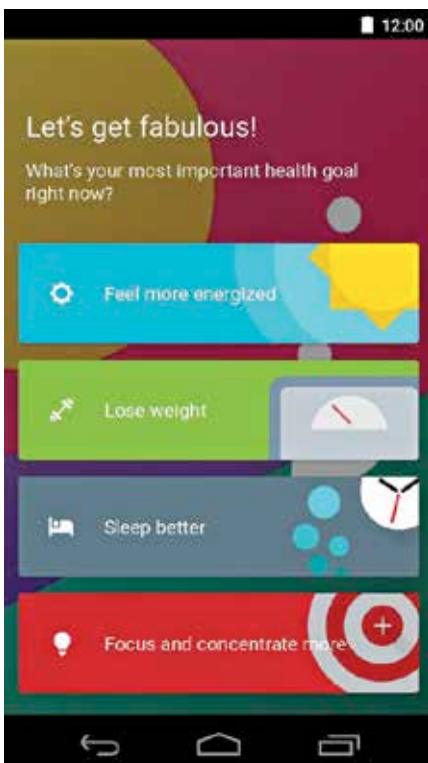 12:00
Let's get fabulous!
What's your most important health goal
right now?
Feel more energized
Lose weight
Sleep better
Focus and concentrate more